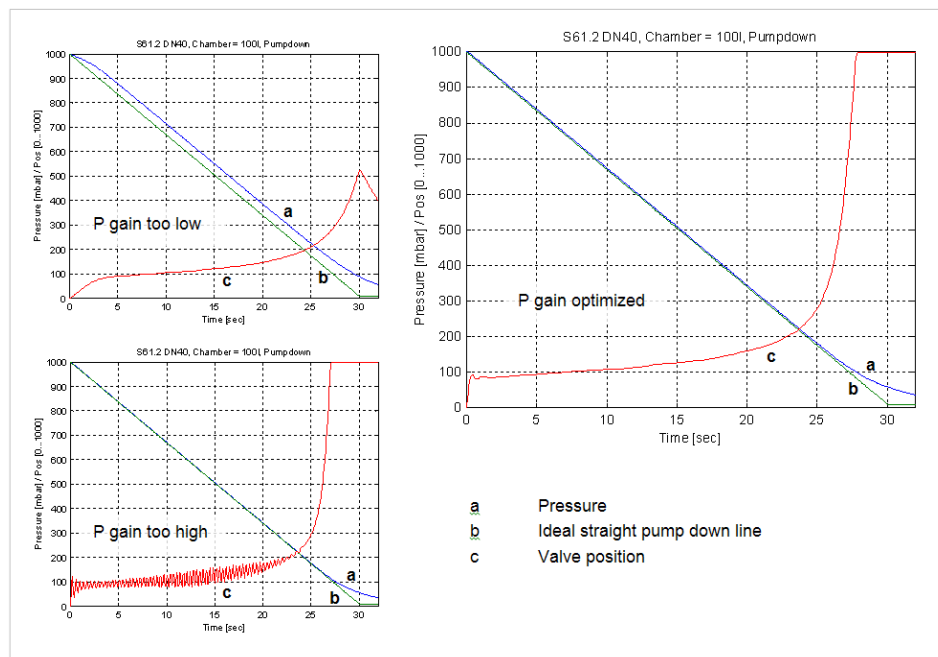 S61.2 DN40, Chamber = 100l, Pumpdown
1000
900
800
700
600
500
400
300
200
100
0
Pressure [mbar] / Pos [0...1000]
a
P gain too low
b
c
0 5 10 15 20 25 30
Time [sec]
S61.2 DN40, Chamber = 100l, Pumpdown
1000
900
800
700
600
500
400
300
200
100
0
Pressure [mbar] / Pos [0...1000]
P gain too high
a
c
b
0 5 10 15 20 25 30
Time [sec]
S61.2 DN40, Chamber = 100l, Pumpdown
1000
900
800
700
600
500
400
300
200
100
0
Pressure [mbar] / Pos [0...1000]
P gain optimized
c
a
b
0 5 10 15 20 25 30
Time [sec]
a Pressure
b Ideal straight pump down line
c Valve position